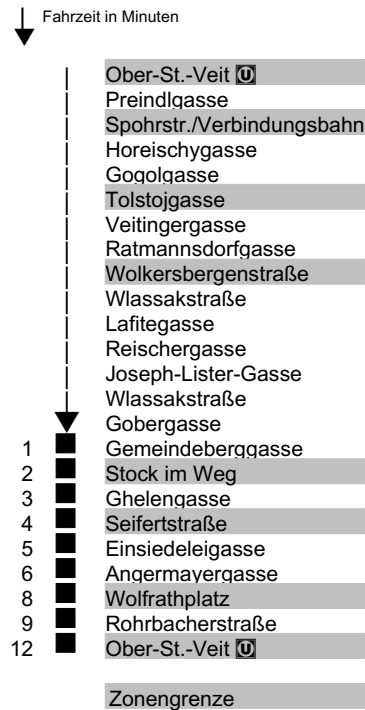 Fahrzeit in Minuten
Ober-St.-Veit U
Preindlgasse
Spohrstr./Verbindungsbahn
Horeischygasse
Gogolgasse
Tolstojgasse
Veitingergasse
Ratmannsdorfgasse
Wolkersbergenstraße
Wlassakstraße
Lafitegasse
Reischergasse
Joseph-Lister-Gasse
Wlassakstraße
Gobergasse
1 Gemeindeberggasse
2 Stock im Weg
3 Ghelengasse
4 Seifertstraße
5 Einsiedeleigasse
6 Angermayergasse
8 Wolfrathplatz
9 Rohrbacherstraße
12 Ober-St.-Veit U
Zonengrenze